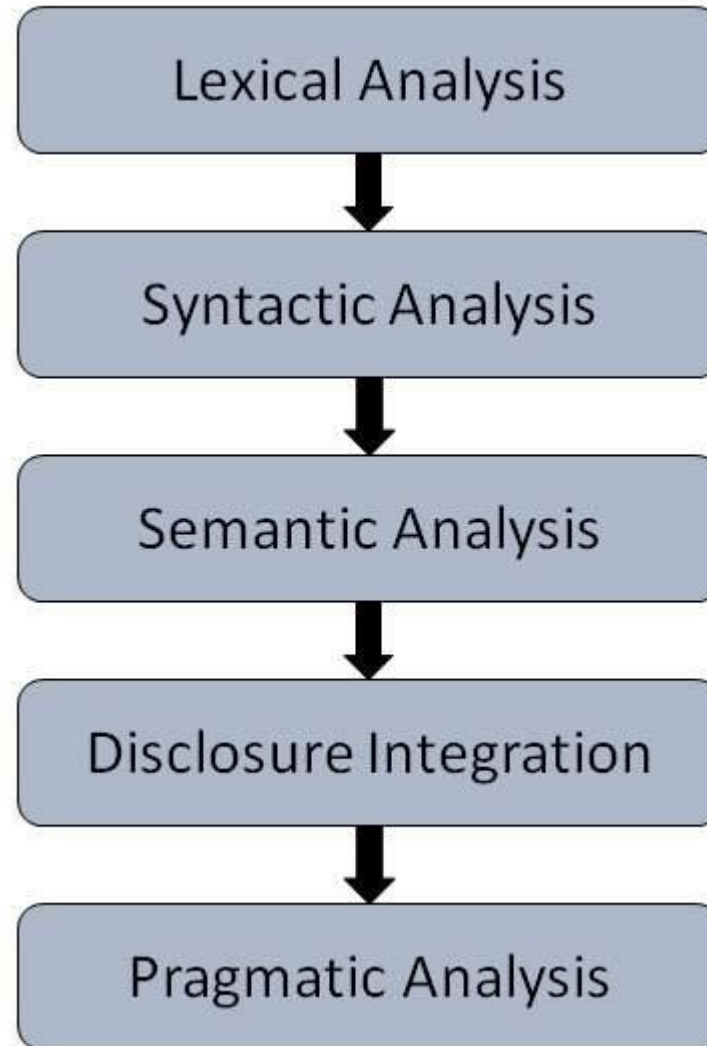 Lexical Analysis
Syntactic Analysis
Semantic Analysis
Disclosure Integration
Pragmatic Analysis